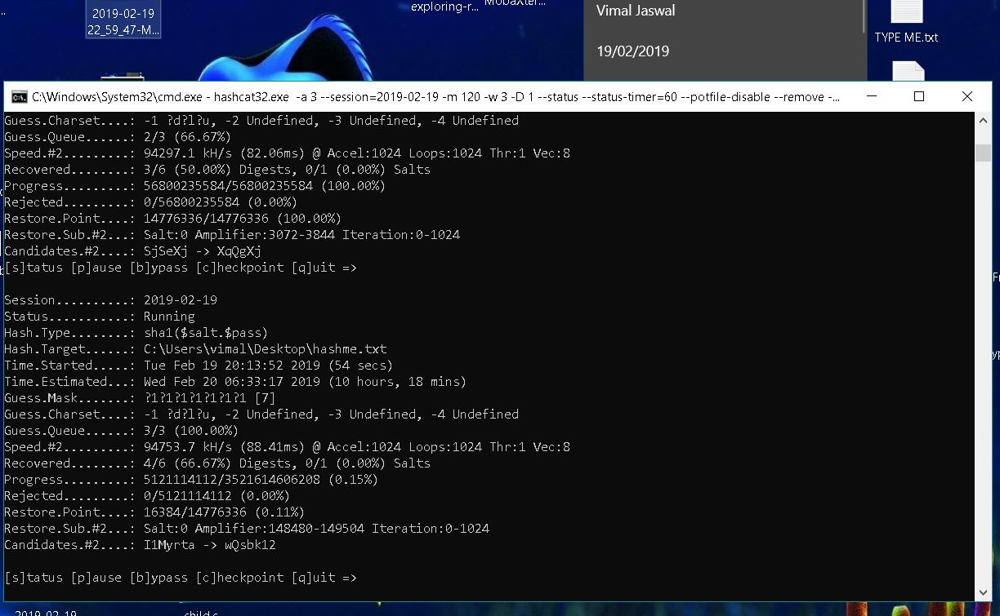 2019-02-19
22_59_47-M...
exploring-r...
MobaXter...
Vimal Jaswal
19/02/2019
TYPE ME.txt
C:\Windows\System32\cmd.exe - hashcat32.exe  -a 3 --session=2019-02-19 -m 120 -w 3 -D 1 --status --status-timer=60 --potfile-disable --remove -...
Guess.Charset....: -1 ?d?l?u, -2 Undefined, -3 Undefined, -4 Undefined
Guess.Queue......: 2/3 (66.67%)
Speed.#2.........: 94297.1 kH/s (82.06ms) @ Accel:1024 Loops:1024 Thr:1 Vec:8
Recovered........: 3/6 (50.00%) Digests, 0/1 (0.00%) Salts
Progress.........: 56800235584/56800235584 (100.00%)
Rejected.........: 0/56800235584 (0.00%)
Restore.Point....: 14776336/14776336 (100.00%)
Restore.Sub.#2...: Salt:0 Amplifier:3072-3844 Iteration:0-1024
Candidates.#2....: SjSeXj -> XqQgXj
[s]tatus [p]ause [b]ypass [c]heckpoint [q]uit =>
Session..........: 2019-02-19
Status...........: Running
Hash.Type........: sha1($salt.$pass)
Hash.Target......: C:\Users\vimal\Desktop\hashme.txt
Time.Started.....: Tue Feb 19 20:13:52 2019 (54 secs)
Time.Estimated...: Wed Feb 20 06:33:17 2019 (10 hours, 18 mins)
Guess.Mask.......: ?1?1?1?1?1?1?1 [7]
Guess.Charset....: -1 ?d?l?u, -2 Undefined, -3 Undefined, -4 Undefined
Guess.Queue......: 3/3 (100.00%)
Speed.#2.........: 94753.7 kH/s (88.41ms) @ Accel:1024 Loops:1024 Thr:1 Vec:8
Recovered........: 4/6 (66.67%) Digests, 0/1 (0.00%) Salts
Progress.........: 5121114112/3521614606208 (0.15%)
Rejected.........: 0/5121114112 (0.00%)
Restore.Point....: 16384/14776336 (0.11%)
Restore.Sub.#2...: Salt:0 Amplifier:148480-149504 Iteration:0-1024
Candidates.#2....: I1Myrta -> wQsbk12
[s]tatus [p]ause [b]ypass [c]heckpoint [q]uit =>
2019-02-19
child.c